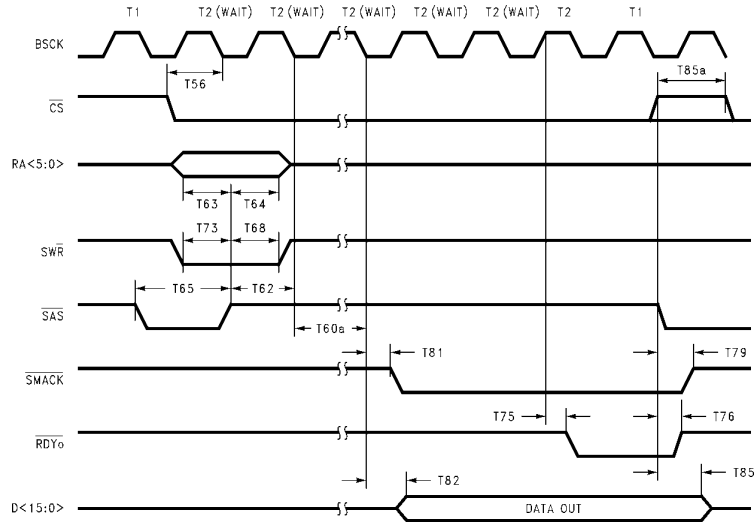 T1 T2 (WAIT) T2 (WAIT) T2 (WAIT) T2 (WAIT) T2 (WAIT) T2 T1
BSCK
T56
T85a
CS
RA<5:0>
T63 T64
T73 T68
SWR
T65 T62
SAS
T60a
T81 T79
SMACK
T75 T76
RDYo
T82 T85
D<15:0> DATA OUT